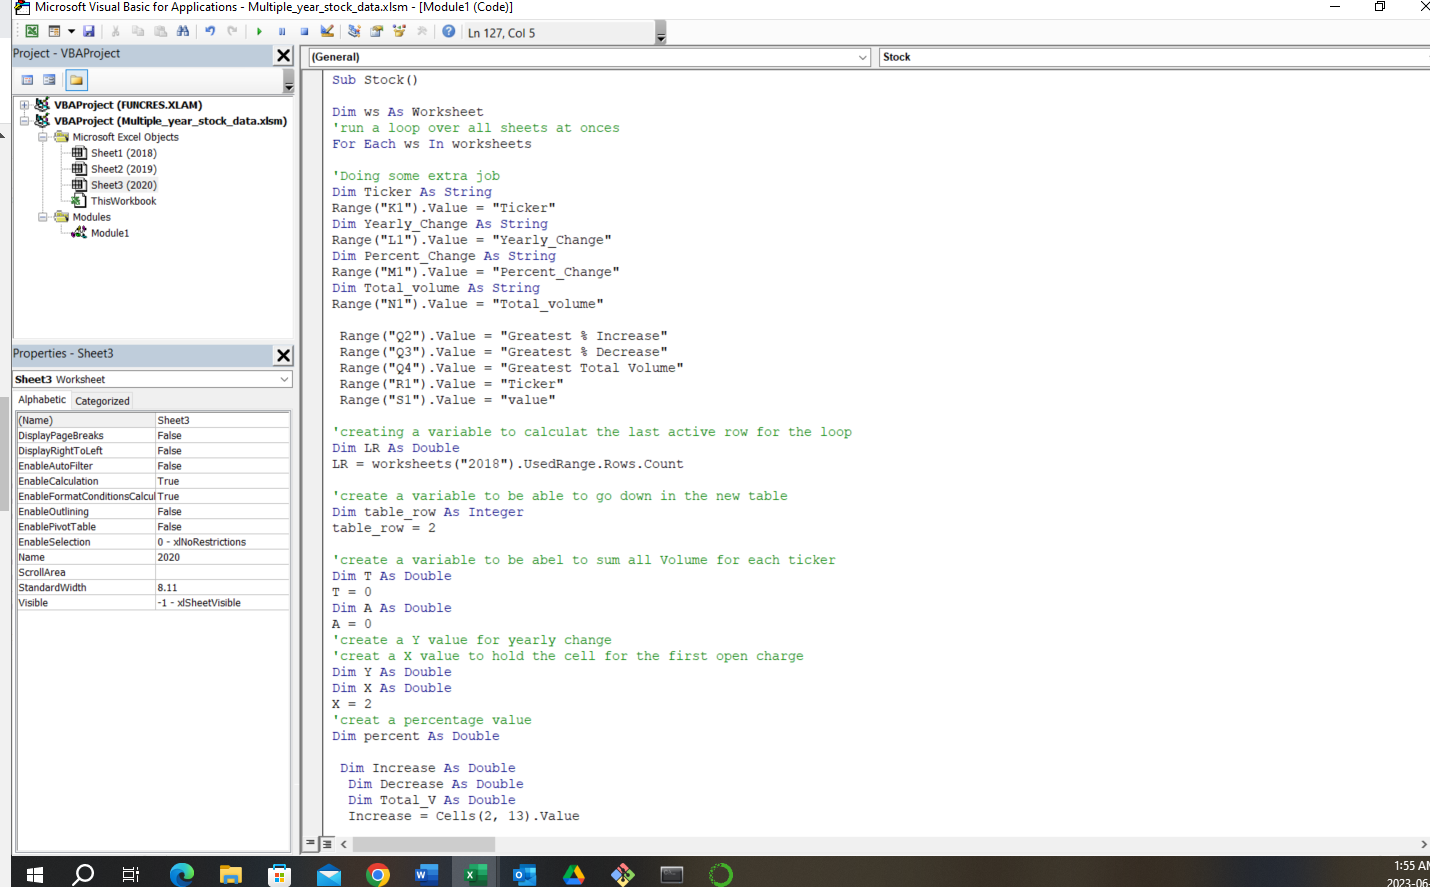 Microsoft Visual Basic for Applications - Multiple_year_stock_data.xlsm - [Module1 (Code)]
Ln 127, Col 5
Project - VBAProject
VBAProject (FUNCRES.XLAM)
VBAProject (Multiple_year_stock_data.xlsm)
Microsoft Excel Objects
Sheet1 (2018)
Sheet2 (2019)
Sheet3 (2020)
ThisWorkbook
Modules
Module1
Properties - Sheet3
Sheet3 Worksheet
Alphabetic Categorized
(Name) Sheet3
DisplayPageBreaks False
DisplayRightToLeft False
EnableAutoFilter False
EnableCalculation True
EnableFormatConditionsCalcul True
EnableOutlining False
EnablePivotTable False
EnableSelection 0 - xlNoRestrictions
Name 2020
ScrollArea
StandardWidth 8.11
Visible -1 - xlSheetVisible
(General) Stock
Sub Stock()
Dim ws As Worksheet
'run a loop over all sheets at onces
For Each ws In worksheets
'Doing some extra job
Dim Ticker As String
Range("K1").Value = "Ticker"
Dim Yearly_Change As String
Range("L1").Value = "Yearly_Change"
Dim Percent_Change As String
Range("M1").Value = "Percent_Change"
Dim Total_volume As String
Range("N1").Value = "Total_volume"
Range("Q2").Value = "Greatest % Increase"
Range("Q3").Value = "Greatest % Decrease"
Range("Q4").Value = "Greatest Total Volume"
Range("R1").Value = "Ticker"
Range("S1").Value = "value"
'creating a variable to calculat the last active row for the loop
Dim LR As Double
LR = worksheets("2018").UsedRange.Rows.Count
'create a variable to be able to go down in the new table
Dim table_row As Integer
table_row = 2
'create a variable to be abel to sum all Volume for each ticker
Dim T As Double
T = 0
Dim A As Double
A = 0
'create a Y value for yearly change
'creat a X value to hold the cell for the first open charge
Dim Y As Double
Dim X As Double
X = 2
'creat a percentage value
Dim percent As Double
Dim Increase As Double
Dim Decrease As Double
Dim Total_V As Double
Increase = Cells(2, 13).Value
1:55 AM
2023-06